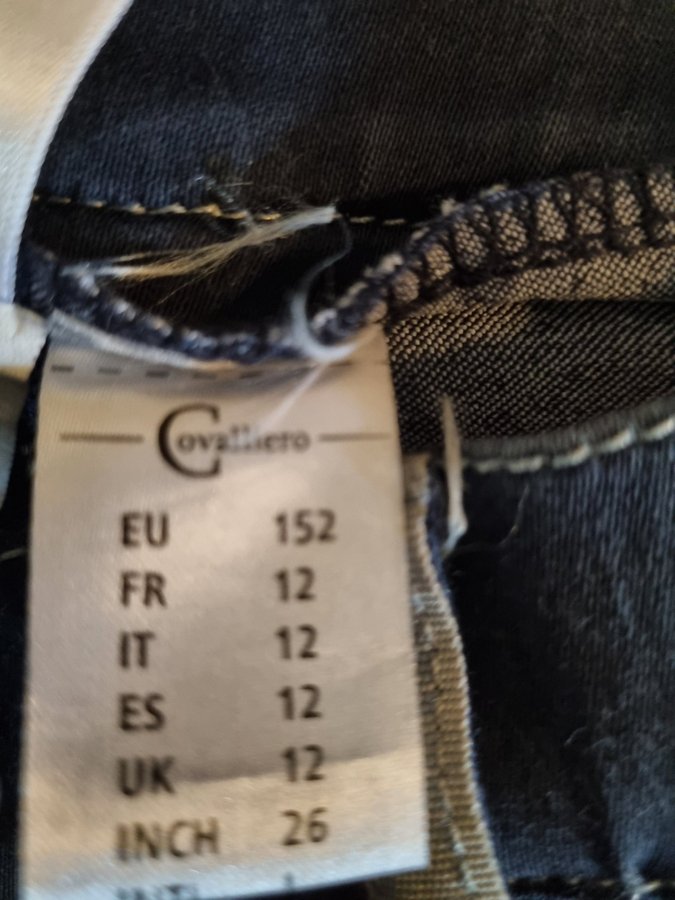 Covalliero
EU 152
FR 12
IT 12
ES 12
UK 12
INCH 26